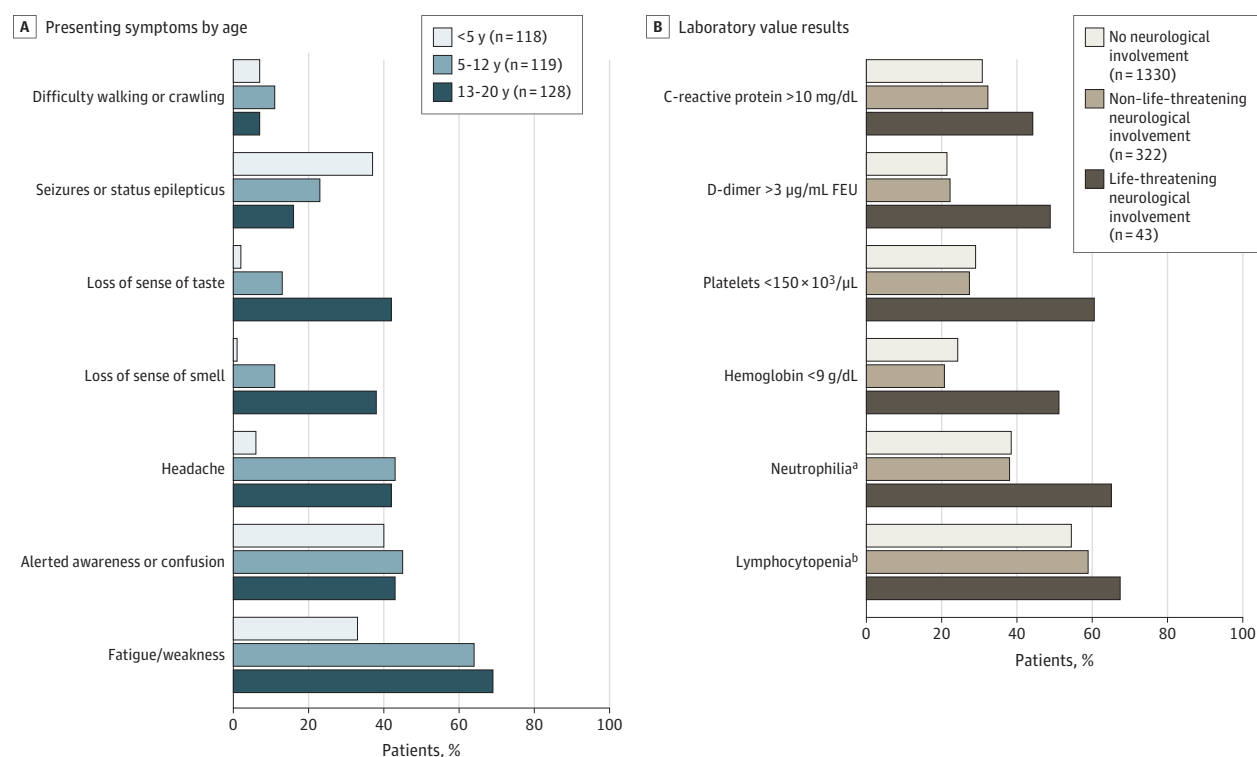 A Presenting symptoms by age
<5 y (n=118)
5-12 y (n=119)
13-20 y (n=128)
Difficulty walking or crawling
Seizures or status epilepticus
Loss of sense of taste
Loss of sense of smell
Headache
Alerted awareness or confusion
Fatigue/weakness
0 20 40 60 80 100
Patients, %
B Laboratory value results
No neurological
involvement
(n=1330)
Non-life-threatening
neurological
involvement
(n=322)
Life-threatening
neurological
involvement
(n=43)
C-reactive protein >10 mg/dL
D-dimer >3 μg/mL FEU
Platelets <150×10³/μL
Hemoglobin <9 g/dL
Neutrophiliaᵃ
Lymphocytopeniaᵇ
0 20 40 60 80 100
Patients, %